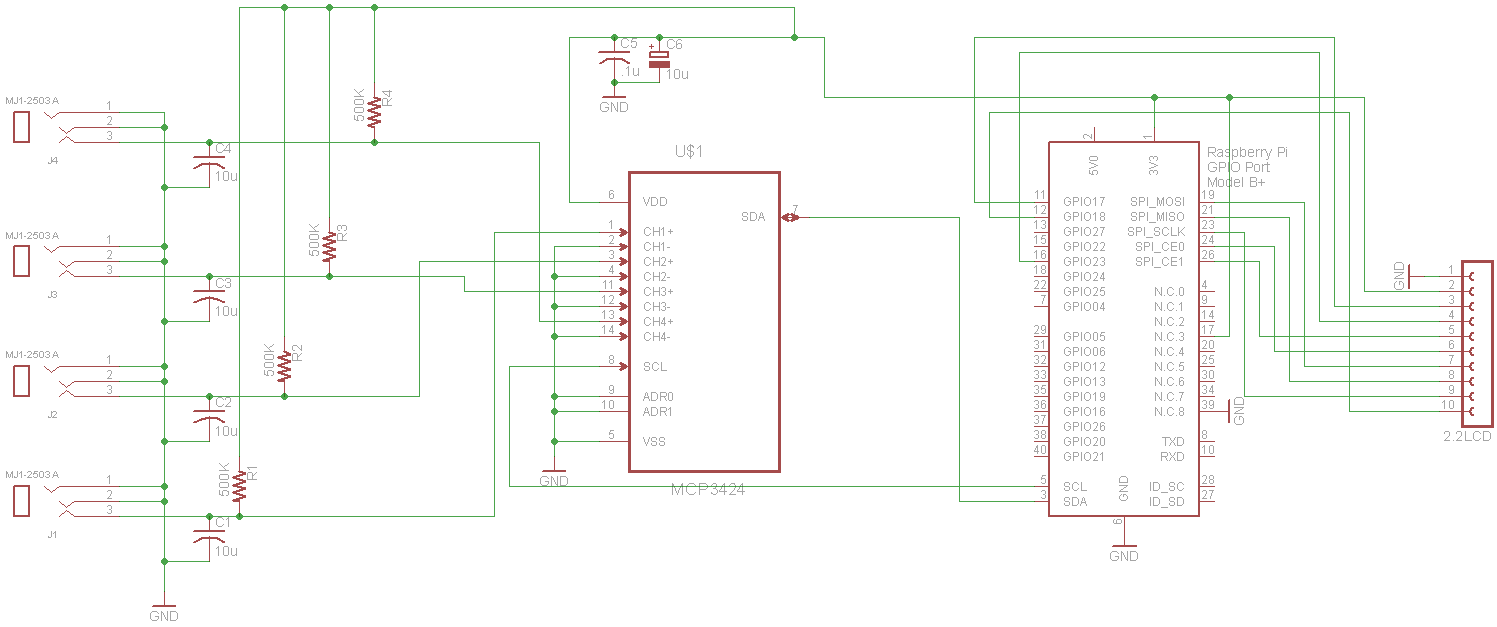 MJ1-2503A
1
2
3
J4
C4
10u
500K
R4
MJ1-2503A
1
2
3
J3
C3
10u
500K
R3
MJ1-2503A
1
2
3
J2
C2
10u
500K
R2
MJ1-2503A
1
2
3
J1
C1
10u
500K
R1
GND
C5
.1u
+
C6
10u
GND
U$1
6
VDD
SDA
7
1
CH1+
2
CH1-
3
CH2+
4
CH2-
11
CH3+
12
CH3-
13
CH4+
14
CH4-
8
SCL
9
ADR0
10
ADR1
5
VSS
GND
MCP3424
2
1
5V0
3V3
Raspberry Pi
GPIO Port
Model B+
11 GPIO17 SPI_MOSI 19
12 GPIO18 SPI_MISO 21
13 GPIO27 SPI_SCLK 23
15 GPIO22 SPI_CE0 24
16 GPIO23 SPI_CE1 26
18 GPIO24
22 GPIO25 N.C.0 4
7 GPIO04 N.C.1 9
N.C.2 14
29 GPIO05 N.C.3 17
31 GPIO06 N.C.4 20
32 GPIO12 N.C.5 25
33 GPIO13 N.C.6 30
35 GPIO19 N.C.7 34
36 GPIO16 N.C.8 39
GND
37 GPIO26
38 GPIO20 TXD 8
40 GPIO21 RXD 10
5 SCL ID_SC 28
3 SDA ID_SD 27
GND
6
GND
GND
1
2
3
4
5
6
7
8
9
10
2.2LCD